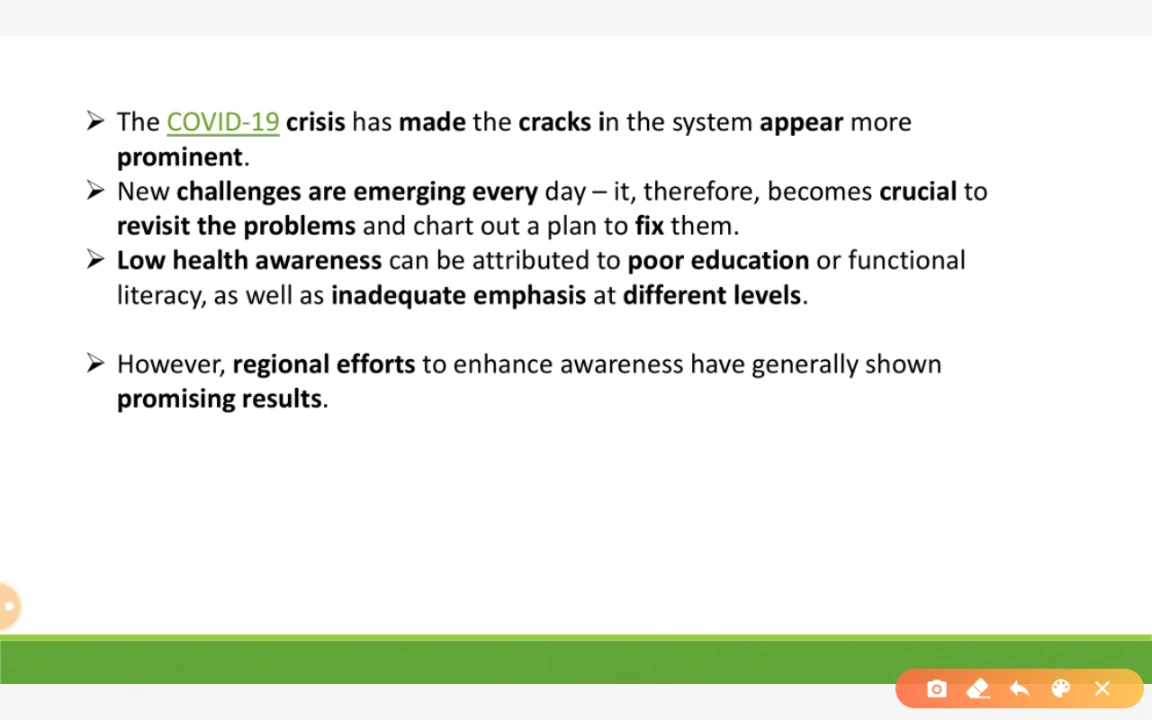 The COVID-19 crisis has made the cracks in the system appear more
prominent.
New challenges are emerging every day – it, therefore, becomes crucial to
revisit the problems and chart out a plan to fix them.
Low health awareness can be attributed to poor education or functional
literacy, as well as inadequate emphasis at different levels.
However, regional efforts to enhance awareness have generally shown
promising results.